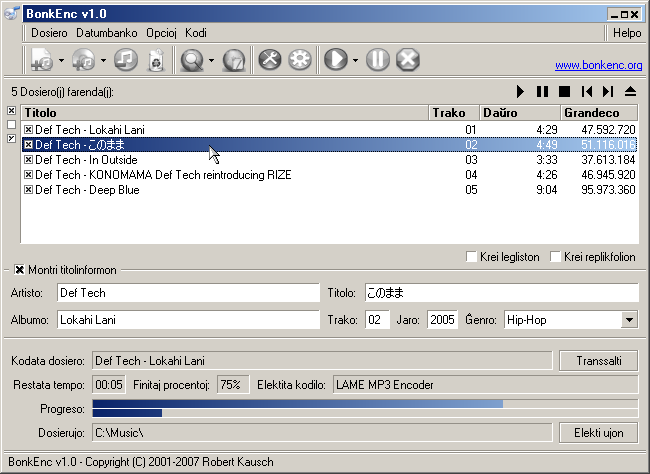 BonkEnc v1.0
Dosiero Datumbanko Opcioj Kodi Helpo
www.bonkenc.org
5 Dosiero(j) farenda(j):
Titolo Trako Daŭro Grandeco
Def Tech - Lokahi Lani 01 4:29 47.592.720
Def Tech - このまま 02 4:49 51.116.016
Def Tech - In Outside 03 3:33 37.613.184
Def Tech - KONOMAMA Def Tech reintroducing RIZE 04 4:26 46.945.920
Def Tech - Deep Blue 05 9:04 95.973.360
Krei legliston Krei replikfolion
Montri titolinformon
Artisto: Def Tech Titolo: このまま
Albumo: Lokahi Lani Trako: 02 Jaro: 2005 Ĝenro: Hip-Hop
Kodata dosiero: Def Tech - Lokahi Lani Transsalti
Restata tempo: 00:05 Finitaj procentoj: 75% Elektita kodilo: LAME MP3 Encoder
Progreso:
Dosierujo: C:\Music\ Elekti ujon
BonkEnc v1.0 - Copyright (C) 2001-2007 Robert Kausch